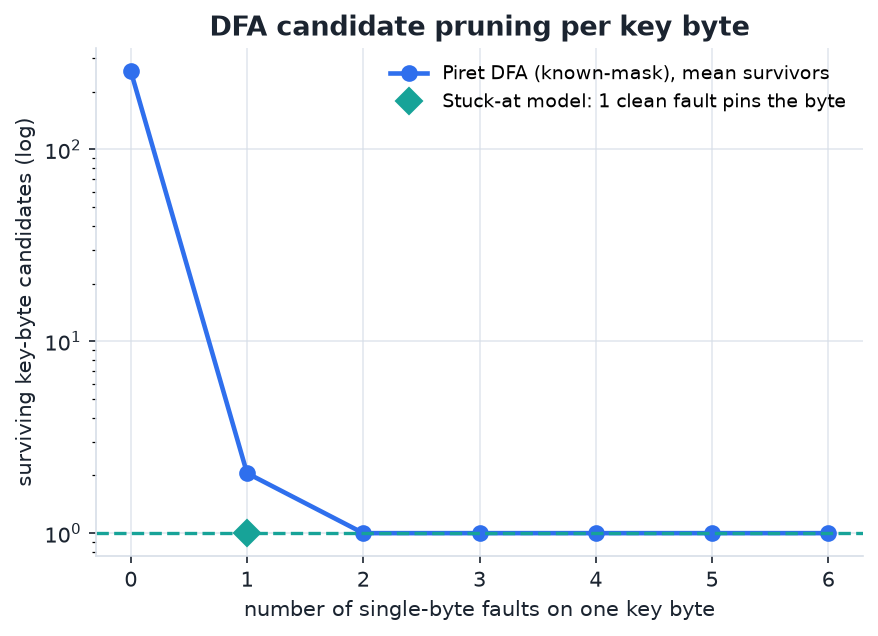 DFA candidate pruning per key byte
Piret DFA (known-mask), mean survivors
Stuck-at model: 1 clean fault pins the byte
surviving key-byte candidates (log)
10²
10¹
10⁰
0 1 2 3 4 5 6
number of single-byte faults on one key byte